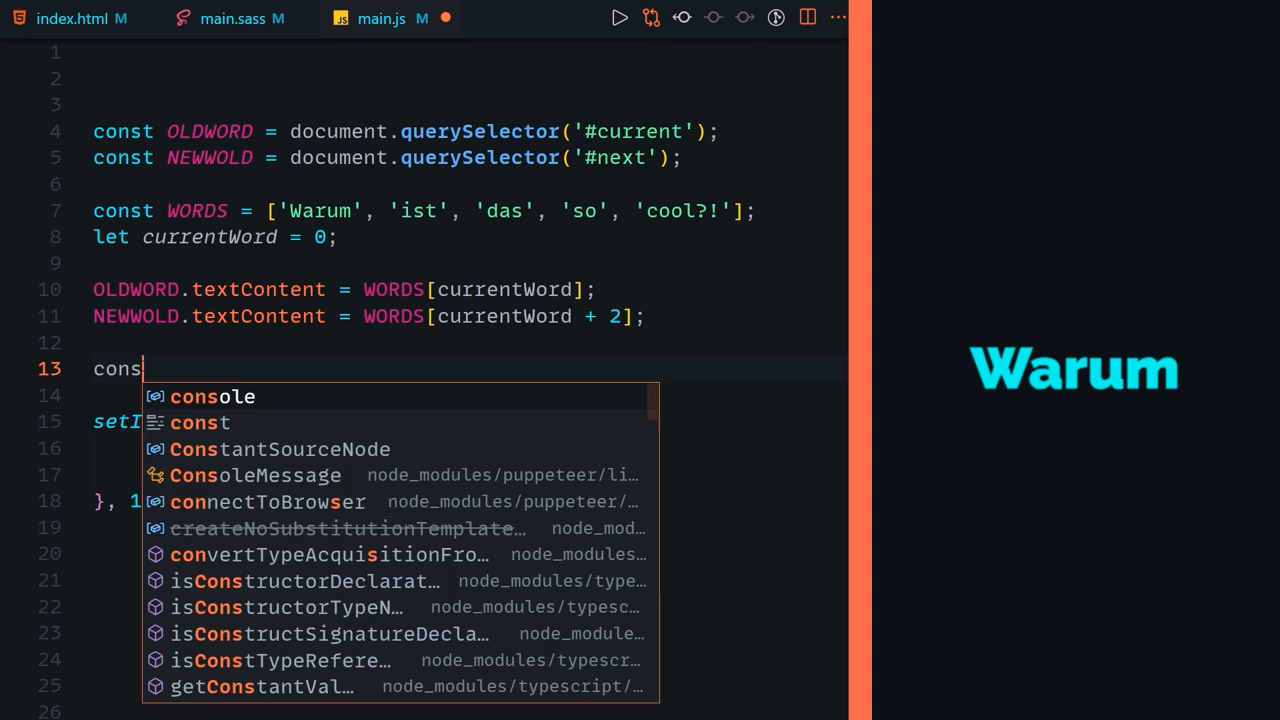 index.html M main.sass M JS main.js M
1
2
3
4 const OLDWORD = document.querySelector('#current');
5 const NEWWOLD = document.querySelector('#next');
6
7 const WORDS = ['Warum', 'ist', 'das', 'so', 'cool?!'];
8 let currentWord = 0;
9
10 OLDWORD.textContent = WORDS[currentWord];
11 NEWWOLD.textContent = WORDS[currentWord + 2];
12
13 cons
console
14
const
15 setI
ConstantSourceNode
16
ConsoleMessage node_modules/puppeteer/li…
17
connectToBrowser node_modules/puppeteer/…
18 }, 1
createNoSubstitutionTemplate… node_mod…
19
convertTypeAcquisitionFro… node_modules…
20
isConstructorDeclarat… node_modules/type…
21
isConstructorTypeN… node_modules/typesc…
22
isConstructSignatureDecla… node_module…
23
isConstTypeRefere… node_modules/typescr…
24
getConstantVal… node_modules/typescript/…
25
26
Warum